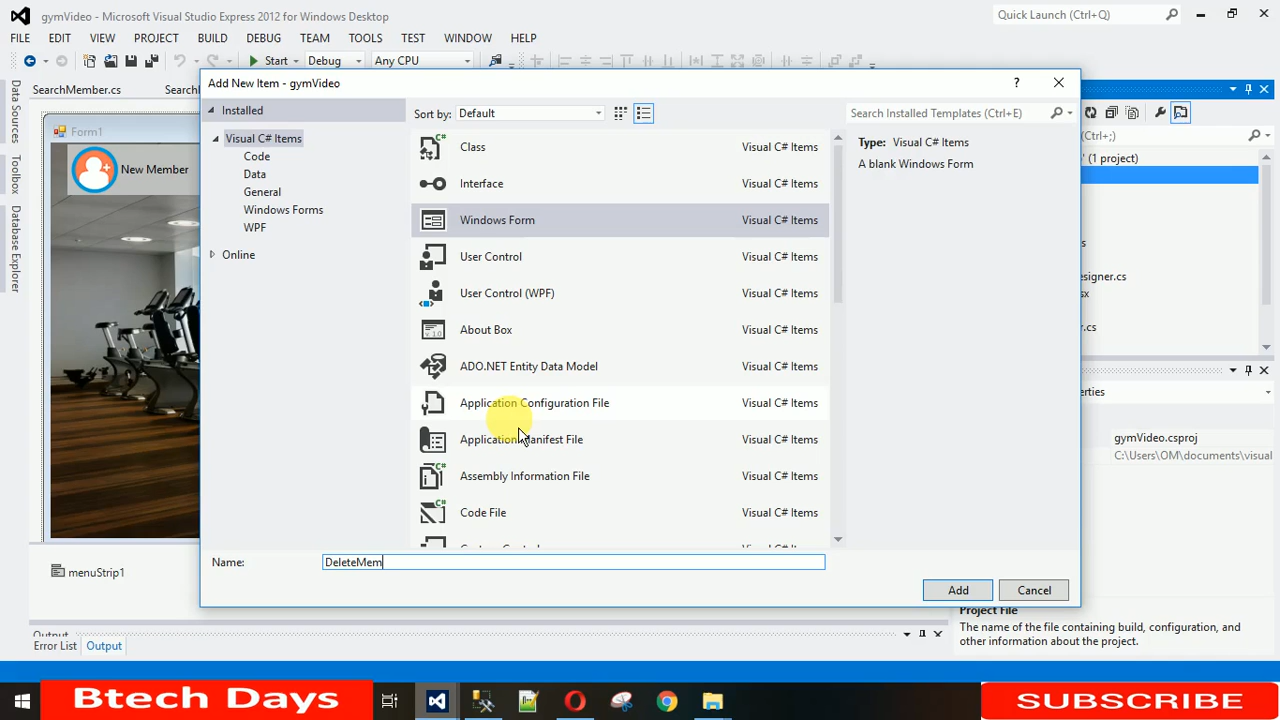 gymVideo - Microsoft Visual Studio Express 2012 for Windows Desktop
Quick Launch (Ctrl+Q)
FILE EDIT VIEW PROJECT BUILD DEBUG TEAM TOOLS TEST WINDOW HELP
Start Debug Any CPU
SearchMember.cs
Form1
New Member
Data Sources
Toolbox
Database Explorer
Add New Item - gymVideo
?
Installed
Sort by: Default
Search Installed Templates (Ctrl+E)
Visual C# Items
Code
Data
General
Windows Forms
WPF
Online
Class Visual C# Items
Interface Visual C# Items
Windows Form Visual C# Items
User Control Visual C# Items
User Control (WPF) Visual C# Items
About Box Visual C# Items
ADO.NET Entity Data Model Visual C# Items
Application Configuration File Visual C# Items
Application Manifest File Visual C# Items
Assembly Information File Visual C# Items
Code File Visual C# Items
Type: Visual C# Items
A blank Windows Form
Name: DeleteMem
Add Cancel
(1 project)
gymVideo.csproj
C:\Users\OM\documents\visual
Project File
The name of the file containing build, configuration, and
other information about the project.
menuStrip1
Output
Error List Output
Btech Days
SUBSCRIBE